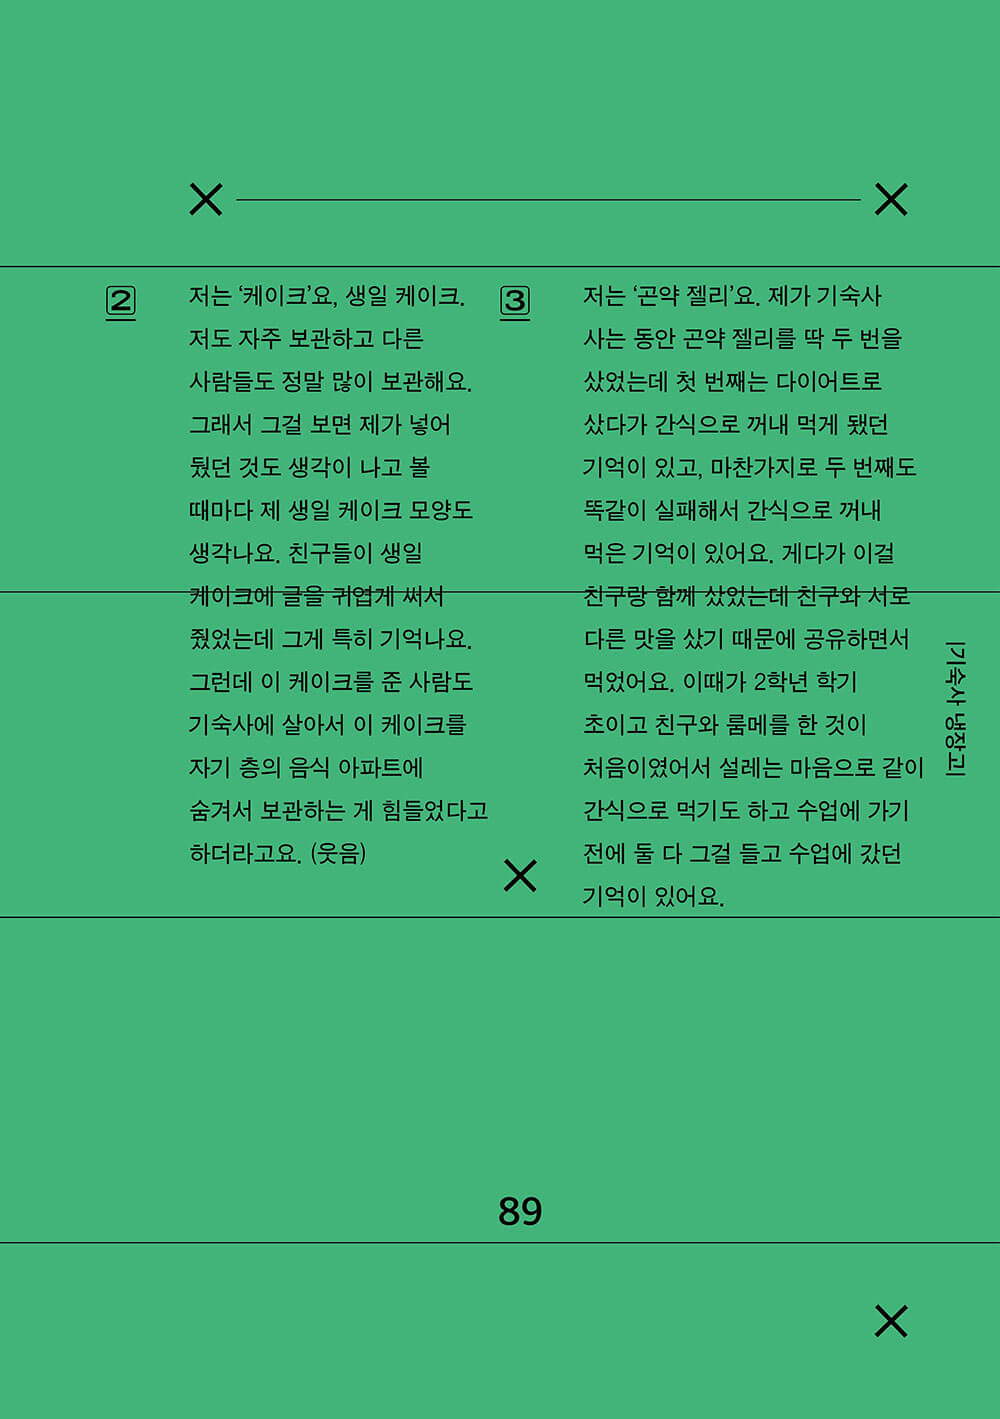 2
저는 ‘케이크’요, 생일 케이크.
저도 자주 보관하고 다른
사람들도 정말 많이 보관해요.
그래서 그걸 보면 제가 넣어
뒀던 것도 생각이 나고 볼
때마다 제 생일 케이크 모양도
생각나요. 친구들이 생일
케이크에 글을 귀엽게 써서
줬었는데 그게 특히 기억나요.
그런데 이 케이크를 준 사람도
기숙사에 살아서 이 케이크를
자기 층의 음식 아파트에
숨겨서 보관하는 게 힘들었다고
하더라고요. (웃음)
3
저는 ‘곤약 젤리’요. 제가 기숙사
사는 동안 곤약 젤리를 딱 두 번을
샀었는데 첫 번째는 다이어트로
샀다가 간식으로 꺼내 먹게 됐던
기억이 있고, 마찬가지로 두 번째도
똑같이 실패해서 간식으로 꺼내
먹은 기억이 있어요. 게다가 이걸
친구랑 함께 샀었는데 친구와 서로
다른 맛을 샀기 때문에 공유하면서
먹었어요. 이때가 2학년 학기
초이고 친구와 룸메를 한 것이
처음이였어서 설레는 마음으로 같이
간식으로 먹기도 하고 수업에 가기
전에 둘 다 그걸 들고 수업에 갔던
기억이 있어요.
|기숙사 냉장고|
89